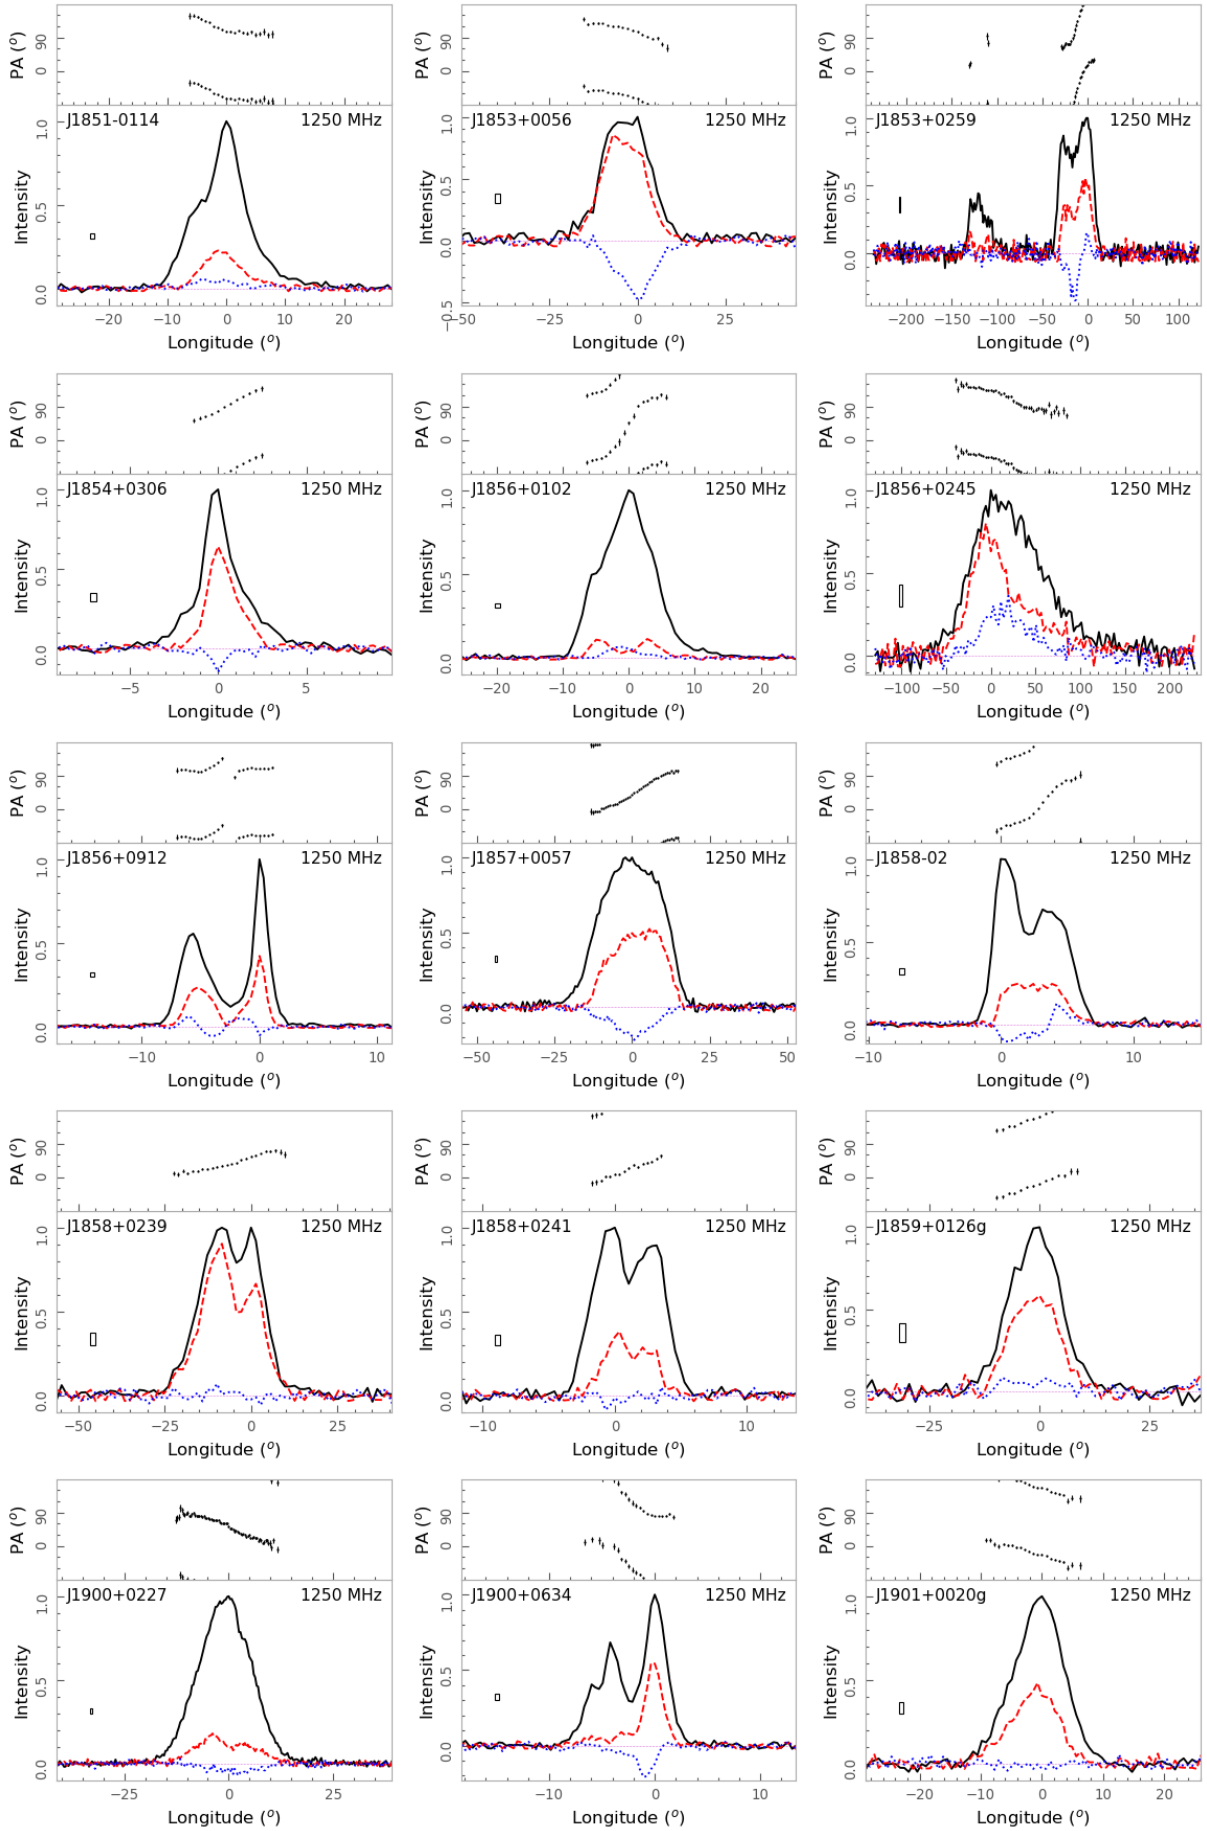 PA (°) 90 0
PA (°) 90 0
PA (°) 90 0
J1851-0114 1250 MHz
J1853+0056 1250 MHz
J1853+0259 1250 MHz
Intensity 1.0 0.5 0.0
Intensity 1.0 0.5 0.0 −0.5
Intensity 1.0 0.5 0.0
−20 −10 0 10 20
−50 −25 0 25
−200 −150 −100 −50 0 50 100
Longitude (°)
Longitude (°)
Longitude (°)
PA (°) 90 0
PA (°) 90 0
PA (°) 90 0
J1854+0306 1250 MHz
J1856+0102 1250 MHz
J1856+0245 1250 MHz
Intensity 1.0 0.5 0.0
Intensity 1.0 0.5 0.0
Intensity 1.0 0.5 0.0
−5 0 5
−20 −10 0 10 20
−100 −50 0 50 100 150 200
Longitude (°)
Longitude (°)
Longitude (°)
PA (°) 90 0
PA (°) 90 0
PA (°) 90 0
J1856+0912 1250 MHz
J1857+0057 1250 MHz
J1858-02 1250 MHz
Intensity 1.0 0.5 0.0
Intensity 1.0 0.5 0.0
Intensity 1.0 0.5 0.0
−10 0 10
−50 −25 0 25 50
−10 0 10
Longitude (°)
Longitude (°)
Longitude (°)
PA (°) 90 0
PA (°) 90 0
PA (°) 90 0
J1858+0239 1250 MHz
J1858+0241 1250 MHz
J1859+0126g 1250 MHz
Intensity 1.0 0.5 0.0
Intensity 1.0 0.5 0.0
Intensity 1.0 0.5 0.0
−50 −25 0 25
−10 0 10
−25 0 25
Longitude (°)
Longitude (°)
Longitude (°)
PA (°) 90 0
PA (°) 90 0
PA (°) 90 0
J1900+0227 1250 MHz
J1900+0634 1250 MHz
J1901+0020g 1250 MHz
Intensity 1.0 0.5 0.0
Intensity 1.0 0.5 0.0
Intensity 1.0 0.5 0.0
−25 0 25
−10 0 10
−20 −10 0 10 20
Longitude (°)
Longitude (°)
Longitude (°)